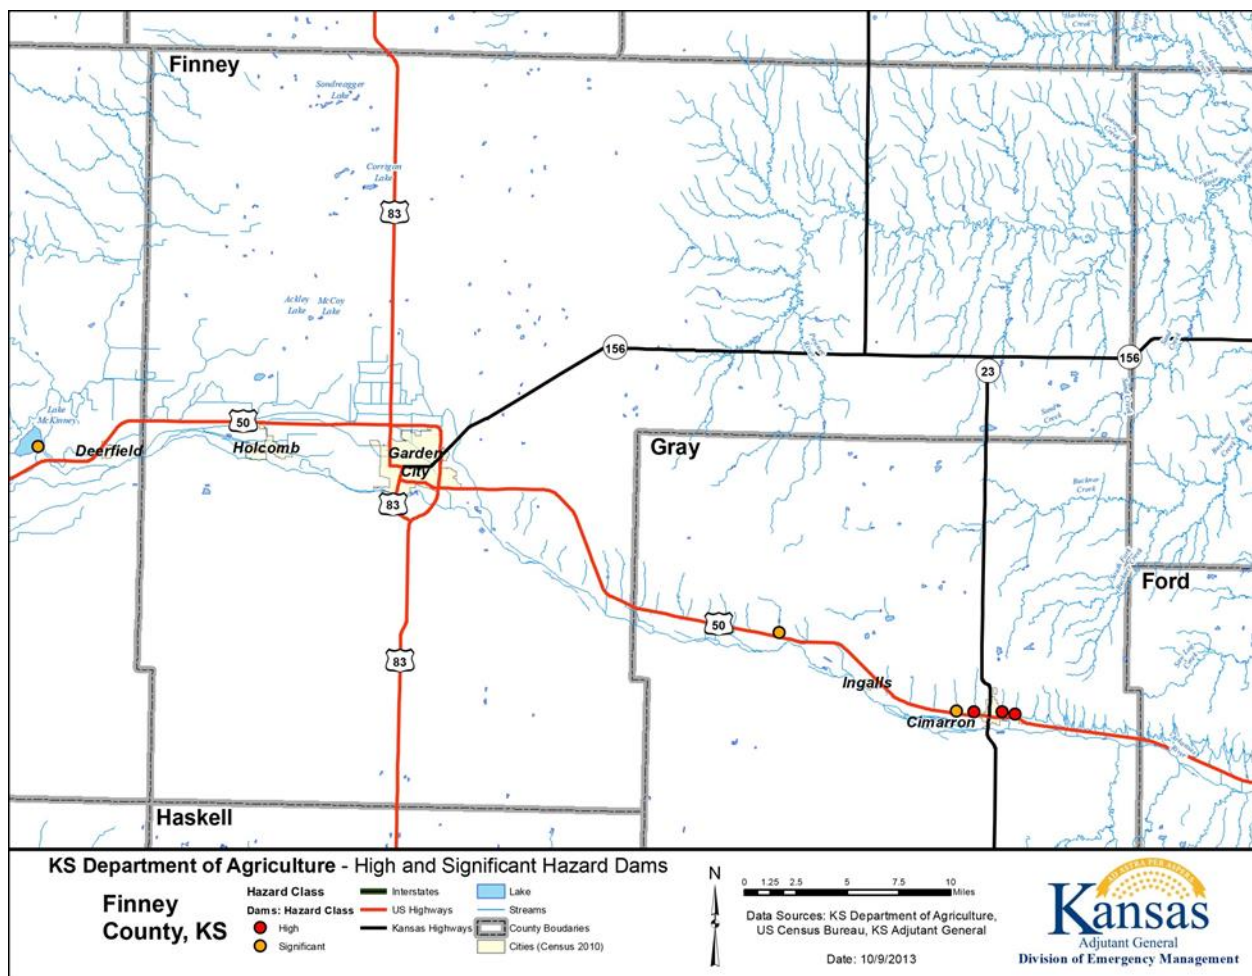 Finney
Sondreagger
Lake
Corrigan
Lake
83
Ackley
Lake
McCoy
Lake
156
156
23
Lake
McKinney
50
Deerfield
Holcomb
Garden
City
83
Gray
Buckner
Creek
Ford
50
83
Ingalls
Cimarron
Haskell
KS Department of Agriculture - High and Significant Hazard Dams
Finney
County, KS
Hazard Class
Dams: Hazard Class
High
Significant
Interstates
US Highways
Kansas Highways
Lake
Streams
County Boudaries
Cities (Census 2010)
N
0 1.25 2.5 5 7.5 10
Miles
Data Sources: KS Department of Agriculture,
US Census Bureau, KS Adjutant General
Date: 10/9/2013
AD ASTRA PER ASPERA
Kansas
Adjutant General
Division of Emergency Management